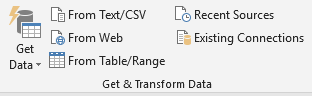 Get Data
From Text/CSV
From Web
From Table/Range
Recent Sources
Existing Connections
Get & Transform Data